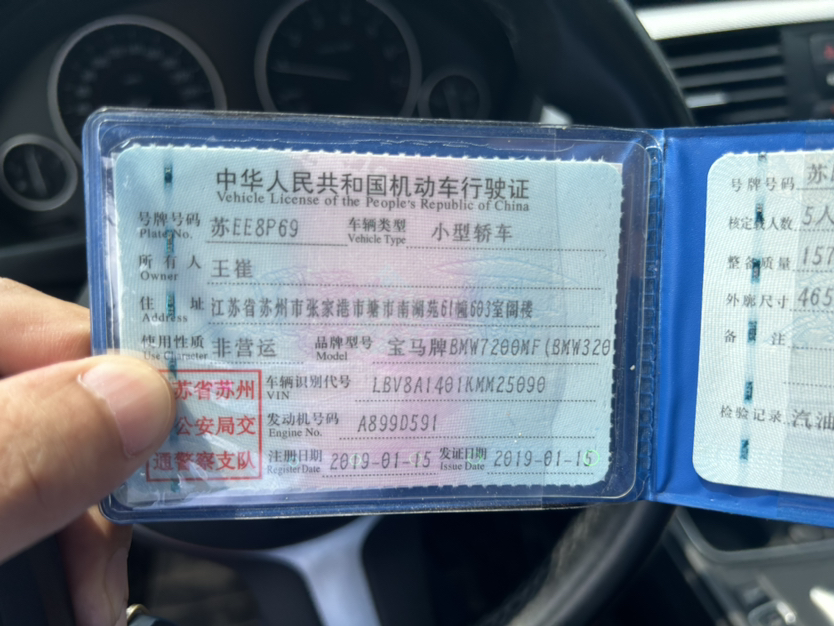 中华人民共和国机动车行驶证
Vehicle License of the People's Republic of China
号牌号码 苏EE8P69 车辆类型 小型轿车
Plate No. Vehicle Type
所有人 王崔
Owner
住址 江苏省苏州市张家港市塘市南湖苑61幢603室阁楼
Address
使用性质 非营运 品牌型号 宝马牌BMW7200MF(BMW320
Use Character Model
苏省苏州 车辆识别代号 LBV8A1401KMM25090
VIN
公安局交 发动机号码 A899D591
Engine No.
通警察支队 注册日期 2019-01-15 发证日期 2019-01-15
Register Date Issue Date
号牌号码 苏
核定载人数 5人
整备质量 157
外廓尺寸 465
备注
检验记录 汽油